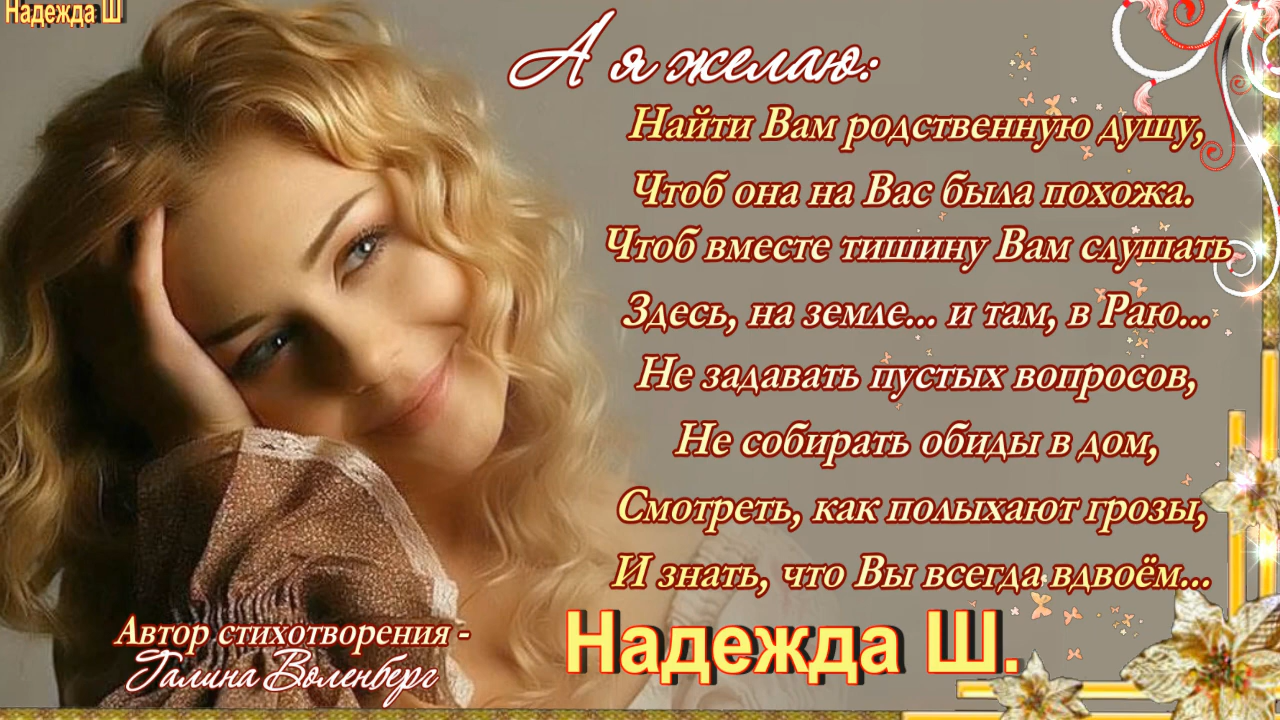 Надежда Ш
А я желаю:
Найти Вам родственную душу,
Чтоб она на Вас была похожа.
Чтоб вместе тишину Вам слушать
Здесь, на земле... и там, в Раю...
Не задавать пустых вопросов,
Не собирать обиды в дом,
Смотреть, как полыхают грозы,
И знать, что Вы всегда вдвоём...
Надежда Ш.
Автор стихотворения -
Галина Воленберг